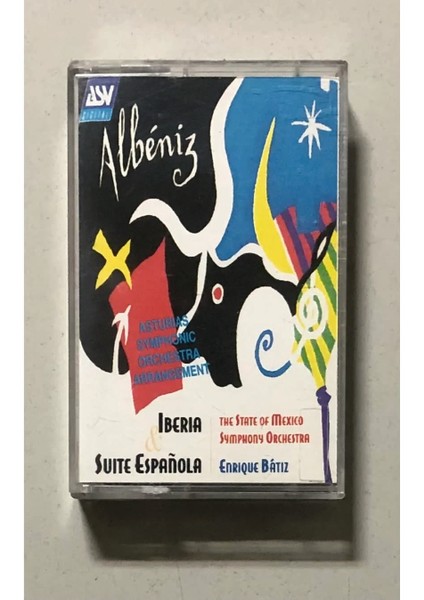 ASV
DIGITAL
Albéniz
ASTURIAS
SYMPHONIC
ORCHESTRA
ARRANGEMENT
IBERIA
&
SUITE ESPAÑOLA
THE STATE OF MEXICO
SYMPHONY ORCHESTRA
ENRIQUE BÁTIZ